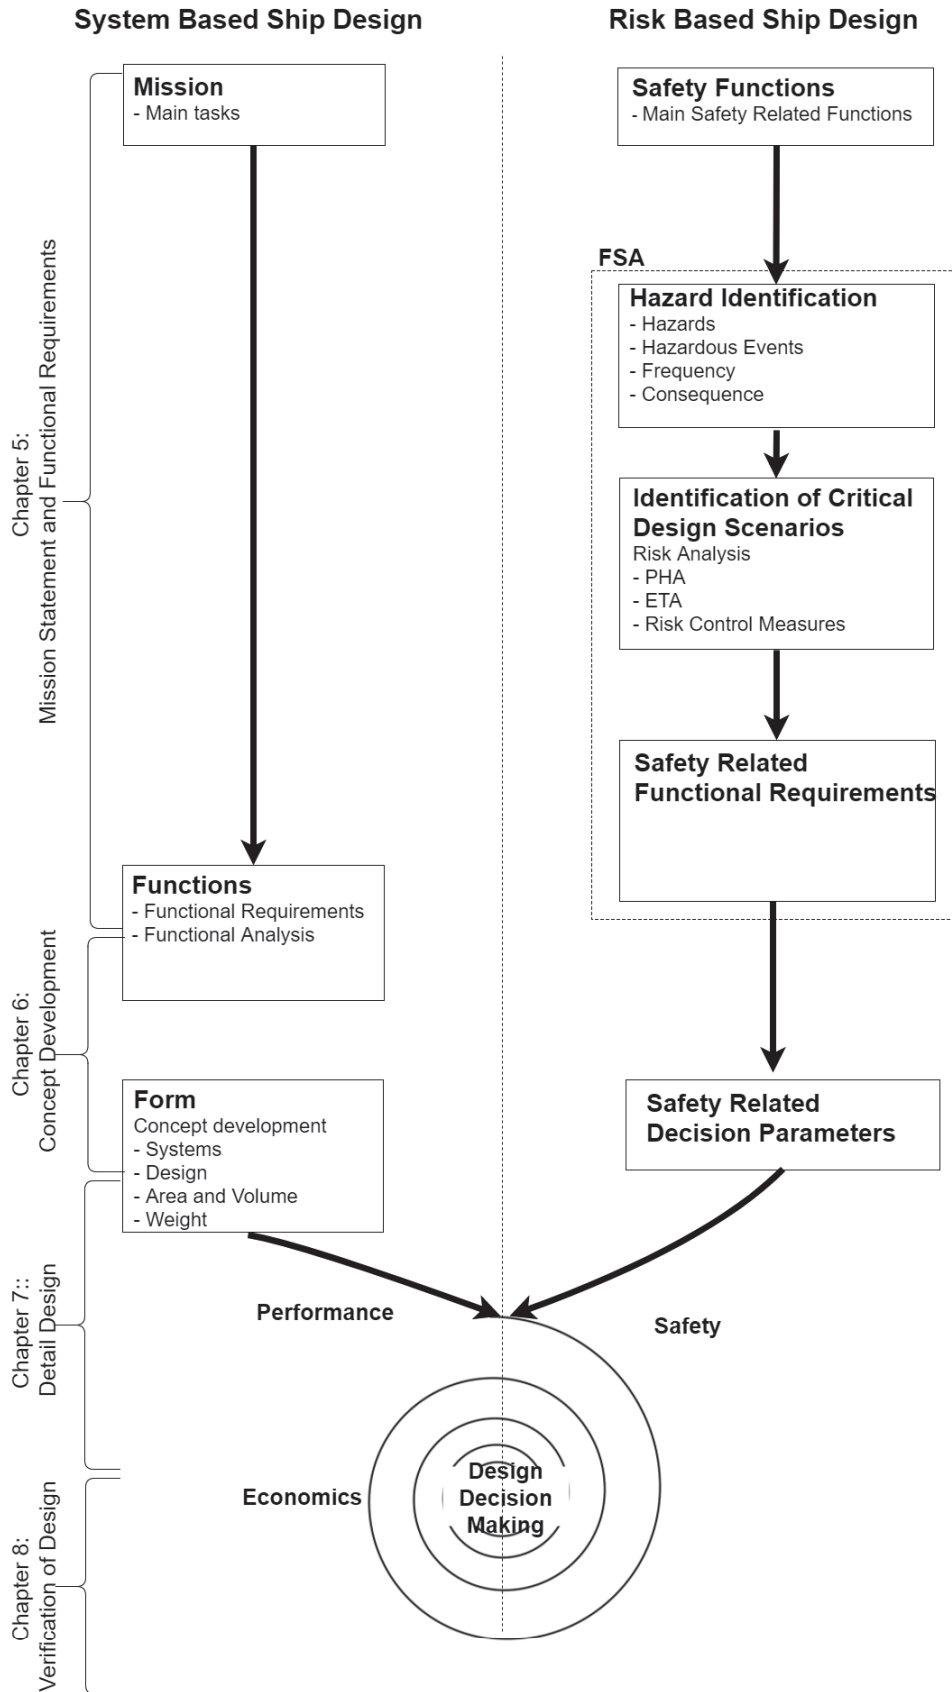 System Based Ship Design
Risk Based Ship Design
Chapter 5:
Mission Statement and Functional Requirements
Chapter 6:
Concept Development
Chapter 7::
Detail Design
Chapter 8:
Verification of Design
Mission
- Main tasks
Functions
- Functional Requirements
- Functional Analysis
Form
Concept development
- Systems
- Design
- Area and Volume
- Weight
Safety Functions
- Main Safety Related Functions
FSA
Hazard Identification
- Hazards
- Hazardous Events
- Frequency
- Consequence
Identification of Critical
Design Scenarios
Risk Analysis
- PHA
- ETA
- Risk Control Measures
Safety Related
Functional Requirements
Safety Related
Decision Parameters
Performance
Safety
Economics
Design
Decision
Making